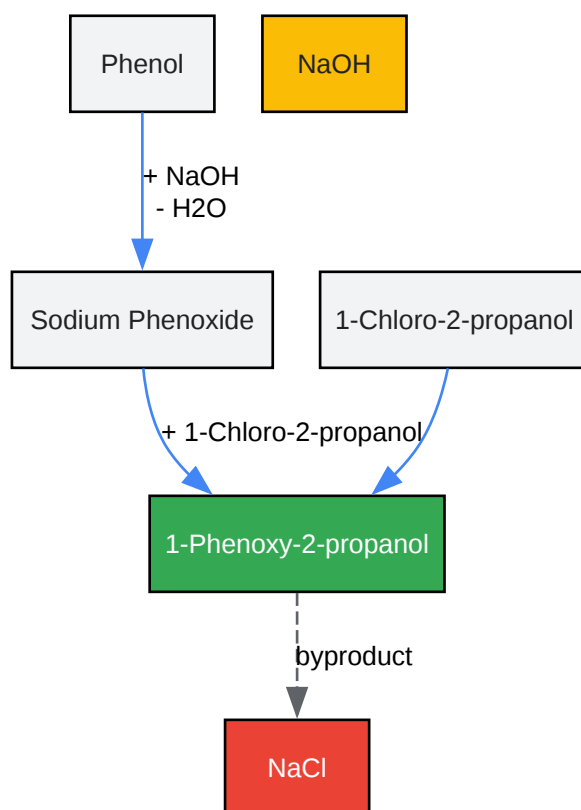 Phenol
NaOH
+ NaOH
- H2O
Sodium Phenoxide
1-Chloro-2-propanol
+ 1-Chloro-2-propanol
1-Phenoxy-2-propanol
byproduct
NaCl